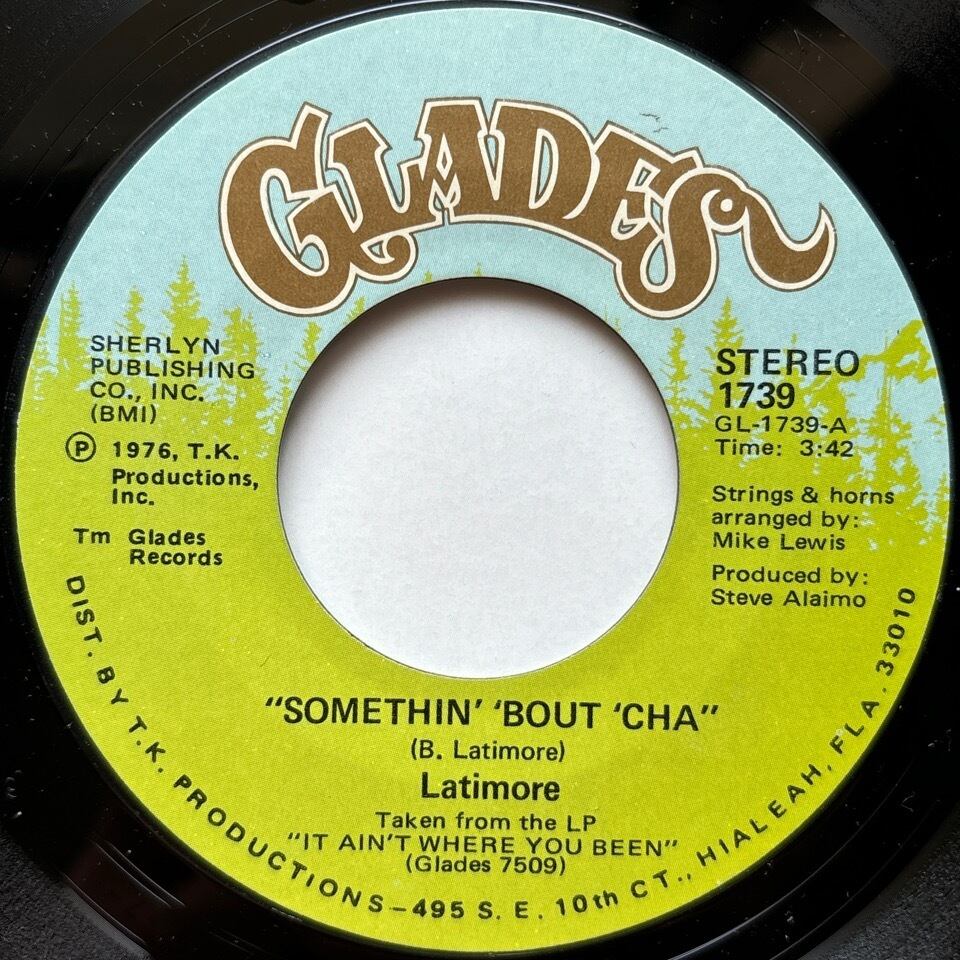 GLADES
SHERLYN
PUBLISHING
CO., INC.
(BMI)
Ⓟ 1976, T.K.
Productions,
Inc.
Tm Glades
Records
STEREO
1739
GL-1739-A
Time: 3:42
Strings & horns
arranged by:
Mike Lewis
Produced by:
Steve Alaimo
"SOMETHIN' 'BOUT 'CHA"
(B. Latimore)
Latimore
Taken from the LP
"IT AIN'T WHERE YOU BEEN"
(Glades 7509)
DIST. BY T.K. PRODUCTIONS—495 S. E. 10th CT., HIALEAH, FLA. 33010